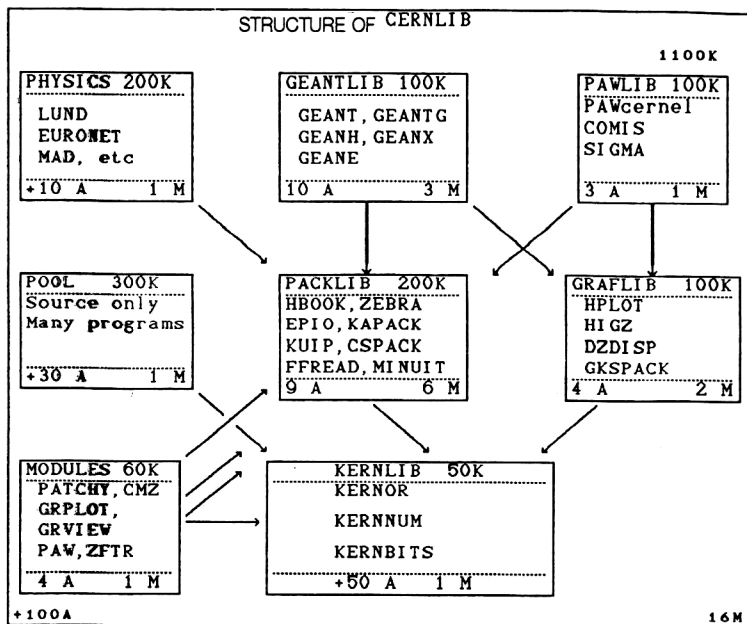 STRUCTURE OF CERNLIB
1100K
PHYSICS 200K
LUND
EURONET
MAD, etc
+10 A 1 M
GEANTLIB 100K
GEANT, GEANTG
GEANH, GEANX
GEANE
10 A 3 M
PAWLIB 100K
PAWcernel
COMIS
SIGMA
3 A 1 M
POOL 300K
Source only
Many programs
+30 A 1 M
PACKLIB 200K
HBOOK, ZEBRA
EPIO, KAPACK
KUIP, CSPACK
FFREAD, MINUIT
9 A 6 M
GRAFLIB 100K
HPLOT
HIGZ
DZDISP
GKSPACK
4 A 2 M
MODULES 60K
PATCHY, CMZ
GRPLOT,
GRVIEW
PAW, ZFTR
4 A 1 M
KERNLIB 50K
KERNOR
KERNNUM
KERNBITS
+50 A 1 M
+100A
16M